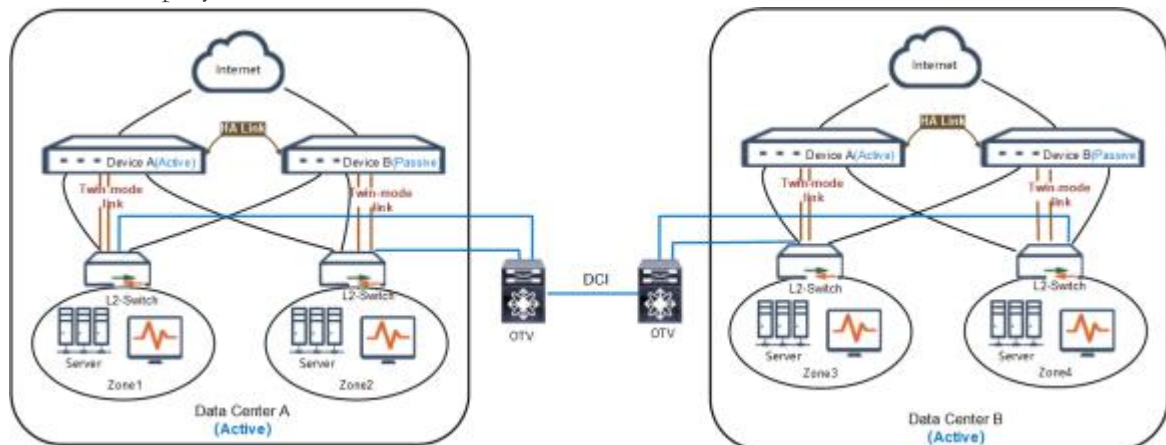 Internet
Internet
HA Link
HA Link
Device A(Active)
Device B(Passive
Device A(Active)
Device B(Passive
Twin-mode
link
Twin-mode
link
Twin-mode
link
Twin-mode
link
L2-Switch
L2-Switch
DCI
L2-Switch
L2-Switch
OTV
OTV
Server
Server
Server
Server
Zone1
Zone2
Zone3
Zone4
Data Center A
(Active)
Data Center B
(Active)